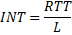 INT = RTT / L